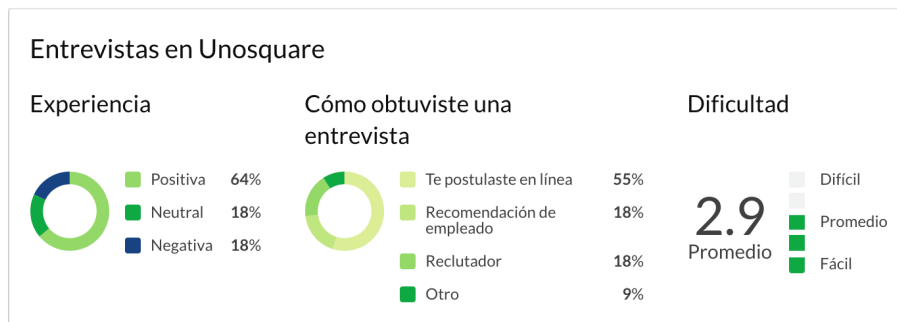 Entrevistas en Unosquare
Experiencia
Positiva 64%
Neutral 18%
Negativa 18%
Cómo obtuviste una
entrevista
Te postulaste en línea 55%
Recomendación de
empleado 18%
Reclutador 18%
Otro 9%
Dificultad
2.9
Promedio
Difícil
Promedio
Fácil